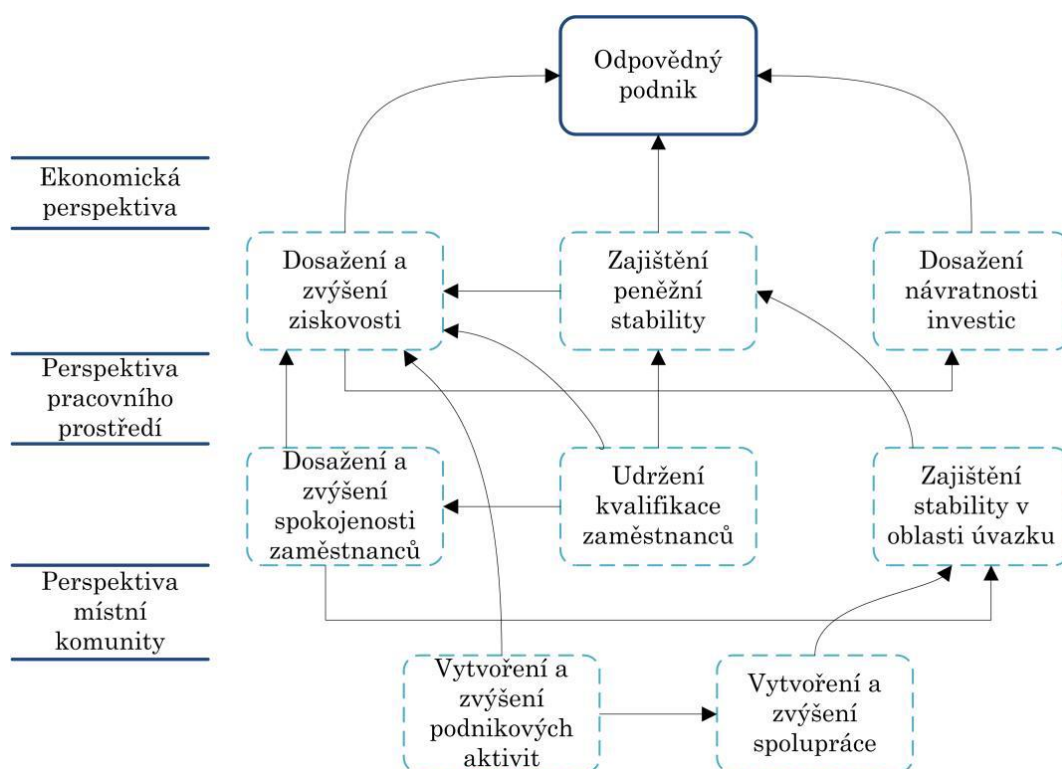 Odpovědný
podnik
Ekonomická
perspektiva
Dosažení a
zvýšení
ziskovosti
Zajištění
peněžní
stability
Dosažení
návratnosti
investic
Perspektiva
pracovního
prostředí
Dosažení a
zvýšení
spokojenosti
zaměstnanců
Udržení
kvalifikace
zaměstnanců
Zajištění
stability v
oblasti úvazku
Perspektiva
místní
komunity
Vytvoření a
zvýšení
podnikových
aktivit
Vytvoření a
zvýšení
spolupráce